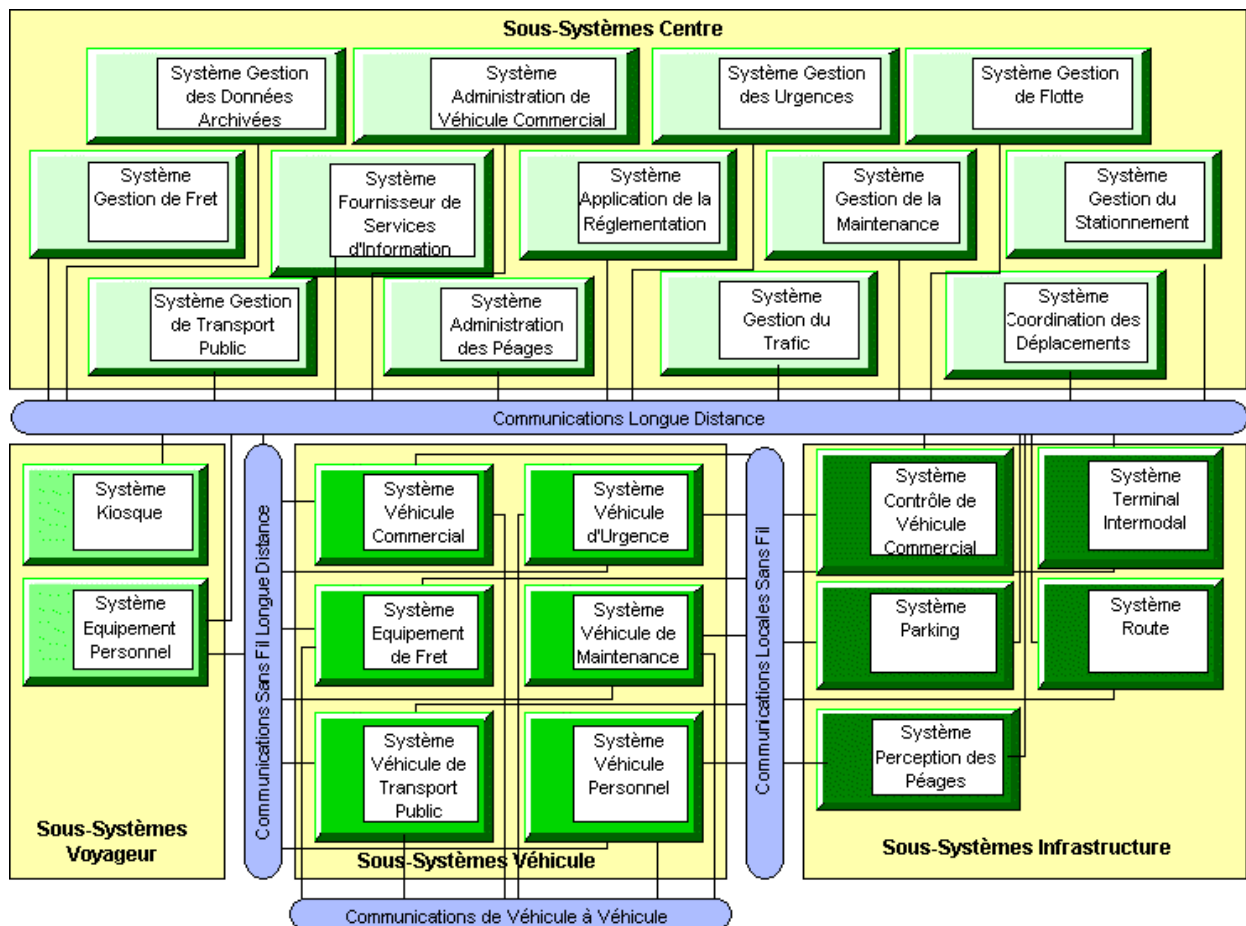 Sous-Systèmes Centre
Système Gestion
des Données
Archivées
Système
Administration de
Véhicule Commercial
Système Gestion
des Urgences
Système Gestion
de Flotte
Système
Gestion de Fret
Système
Fournisseur de
Services
d'Information
Système
Application de la
Réglementation
Système
Gestion de la
Maintenance
Système
Gestion du
Stationnement
Système Gestion
de Transport
Public
Système
Administration
des Péages
Système
Gestion du
Trafic
Système
Coordination des
Déplacements
Communications Longue Distance
Système
Kiosque
Système
Equipement
Personnel
Sous-Systèmes
Voyageur
Communications Sans Fil Longue Distance
Système
Véhicule
Commercial
Système
Véhicule
d'Urgence
Système
Equipement
de Fret
Système
Véhicule de
Maintenance
Système
Véhicule de
Transport
Public
Système
Véhicule
Personnel
Sous-Systèmes Véhicule
Communications Locales Sans Fil
Système
Contrôle de
Véhicule
Commercial
Système
Terminal
Intermodal
Système
Parking
Système
Route
Système
Perception des
Péages
Sous-Systèmes Infrastructure
Communications de Véhicule à Véhicule